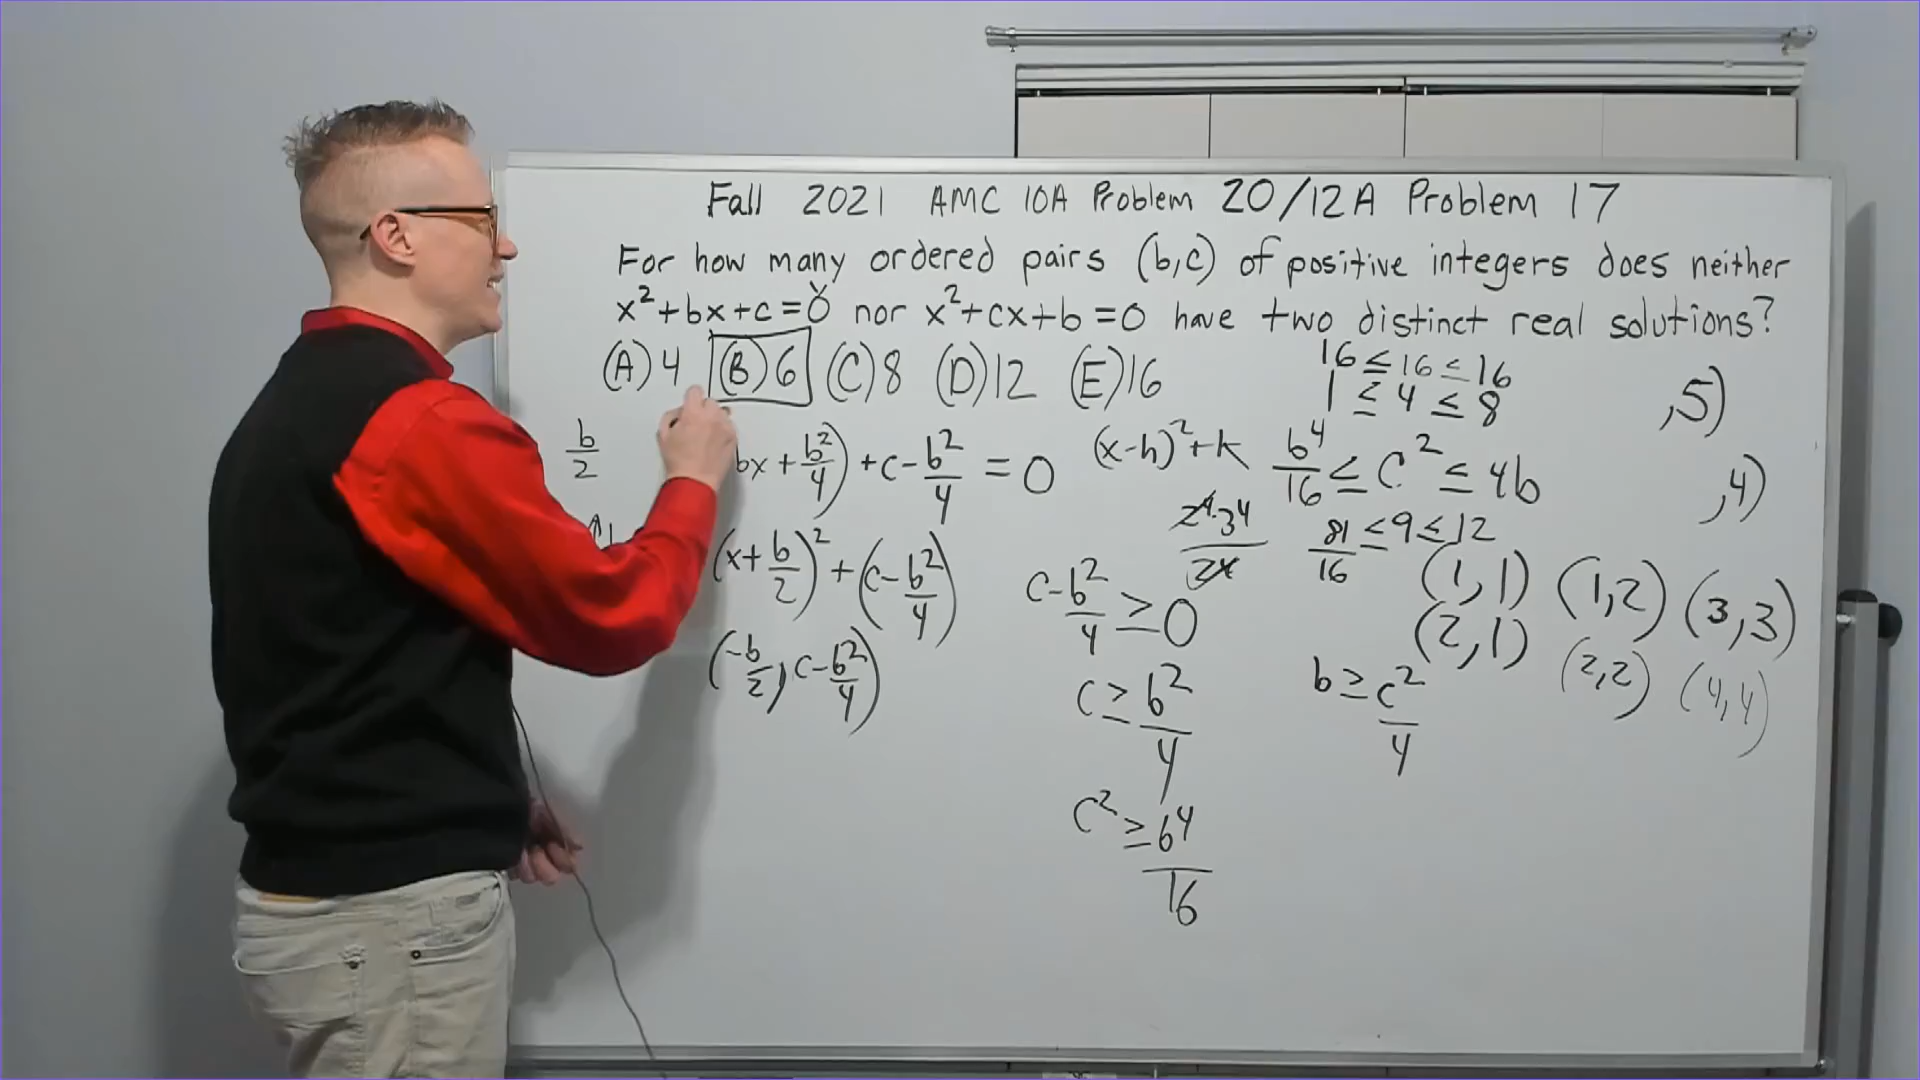 Fall 2021 AMC 10A Problem 20/12A Problem 17
For how many ordered pairs (b,c) of positive integers does neither
x²+bx+c=0 nor x²+cx+b=0 have two distinct real solutions?
(A)4 (B)6 (C)8 (D)12 (E)16
16≤16≤16
1≤4≤8
,5)
b/2
bx+b²/4)+c-b²/4=0
(x-h)²+k
b⁴/16≤c²≤4b
,4)
81/16≤9≤12
(x+b/2)²+(c-b²/4)
c-b²/4≥0
(1,1) (1,2) (3,3)
(2,1) (2,2) (4,4)
(-b/2,c-b²/4)
c≥b²/4
b≥c²/4
c²≥b⁴/16